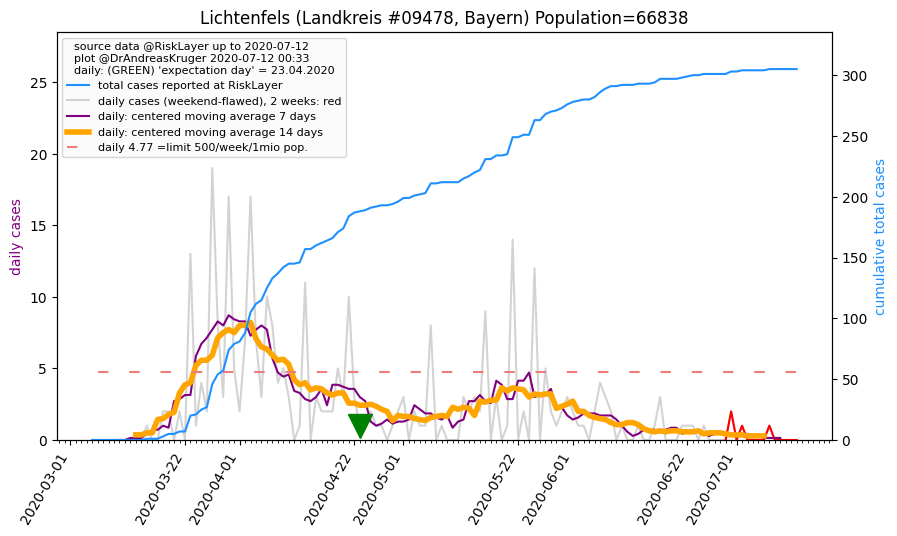 Lichtenfels (Landkreis #09478, Bayern) Population=66838
source data @RiskLayer up to 2020-07-12
plot @DrAndreasKruger 2020-07-12 00:33
daily: (GREEN) 'expectation day' = 23.04.2020
total cases reported at RiskLayer
daily cases (weekend-flawed), 2 weeks: red
daily: centered moving average 7 days
daily: centered moving average 14 days
daily 4.77 =limit 500/week/1mio pop.
daily cases
25
20
15
10
5
0
300
250
200
150
100
50
0
cumulative total cases
2020-03-01
2020-03-22
2020-04-01
2020-04-22
2020-05-01
2020-05-22
2020-06-01
2020-06-22
2020-07-01